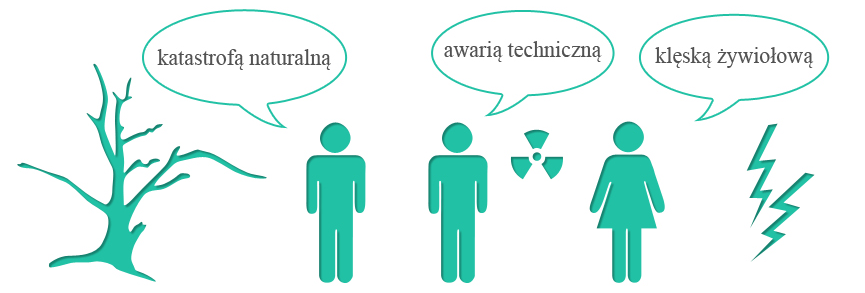 katastrofą naturalną
awarią techniczną
klęską żywiołową